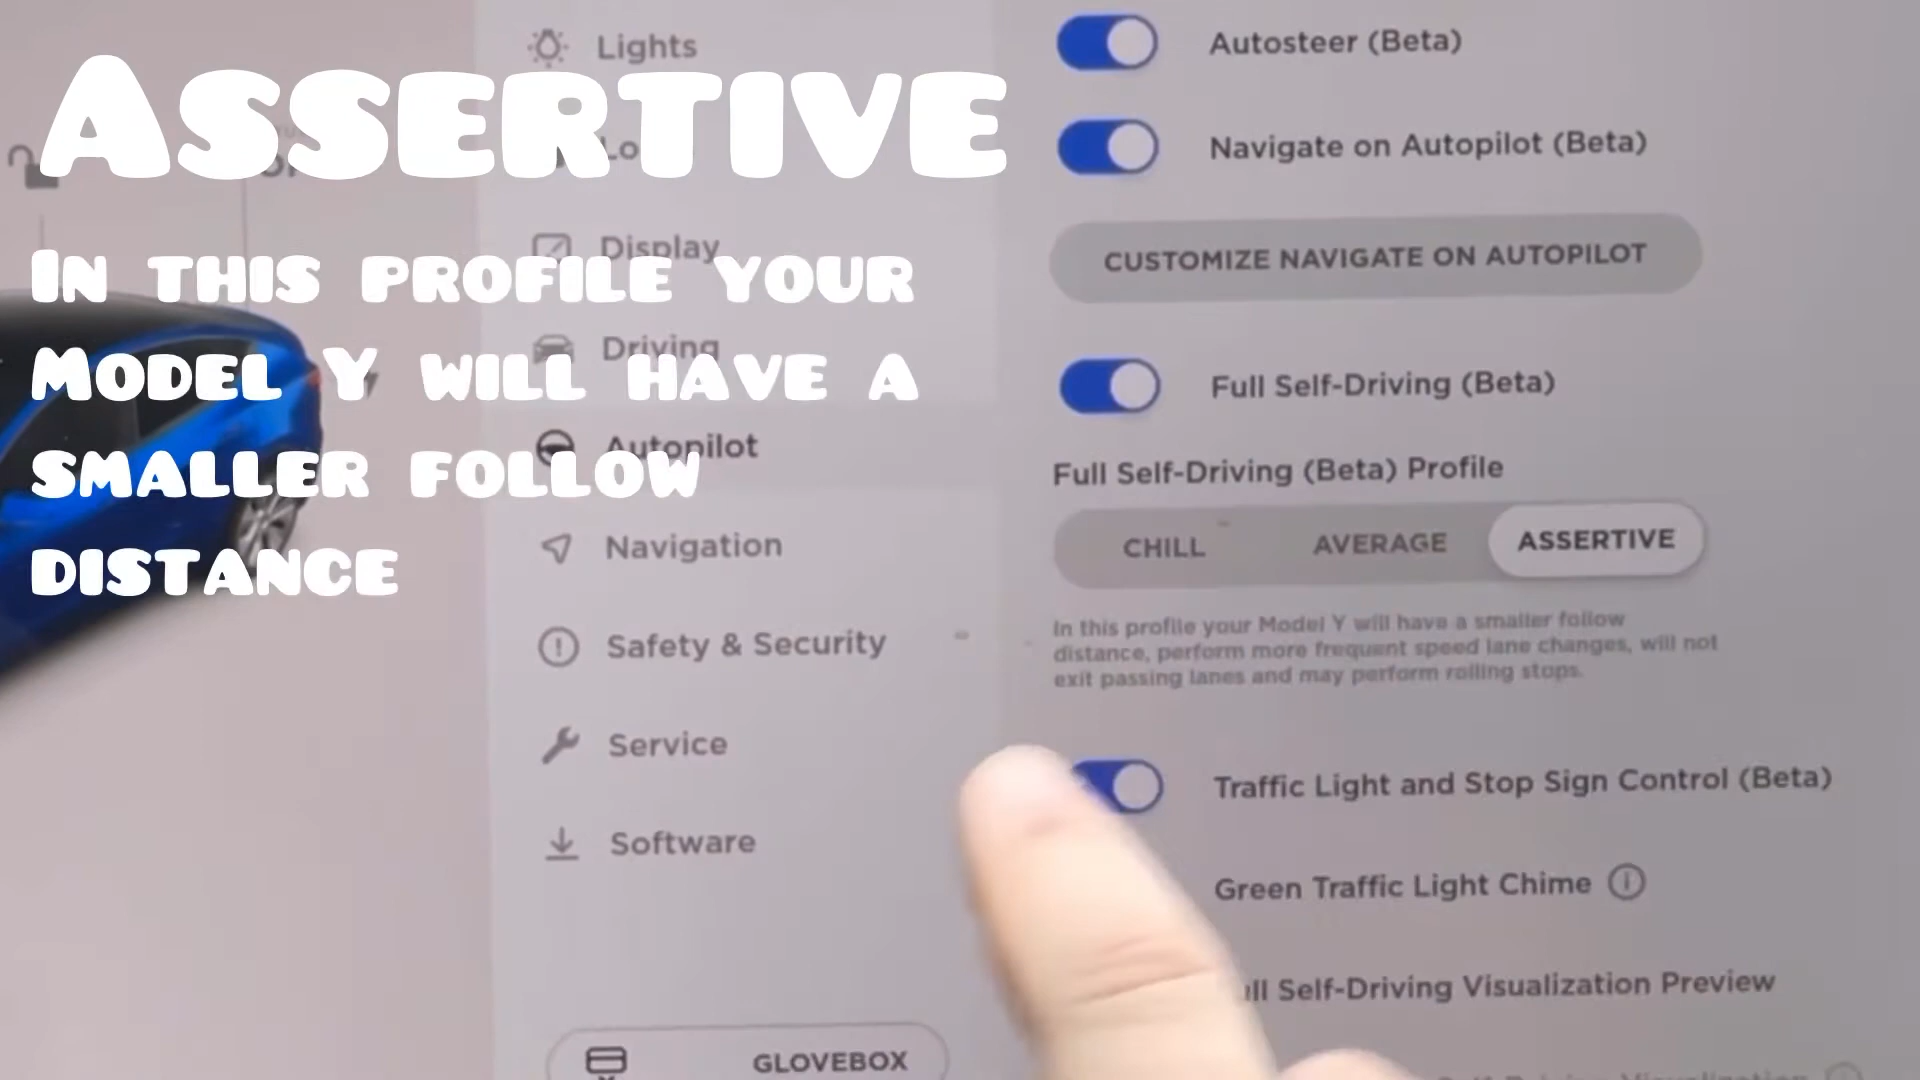 ASSERTIVE
IN THIS PROFILE YOUR
MODEL Y WILL HAVE A
SMALLER FOLLOW
DISTANCE
Lights
Lo
Display
Driving
Autopilot
Navigation
Safety & Security
Service
Software
GLOVEBOX
Autosteer (Beta)
Navigate on Autopilot (Beta)
CUSTOMIZE NAVIGATE ON AUTOPILOT
Full Self-Driving (Beta)
Full Self-Driving (Beta) Profile
CHILL AVERAGE ASSERTIVE
In this profile your Model Y will have a smaller follow
distance, perform more frequent speed lane changes, will not
exit passing lanes and may perform rolling stops.
Traffic Light and Stop Sign Control (Beta)
Green Traffic Light Chime
ll Self-Driving Visualization Preview